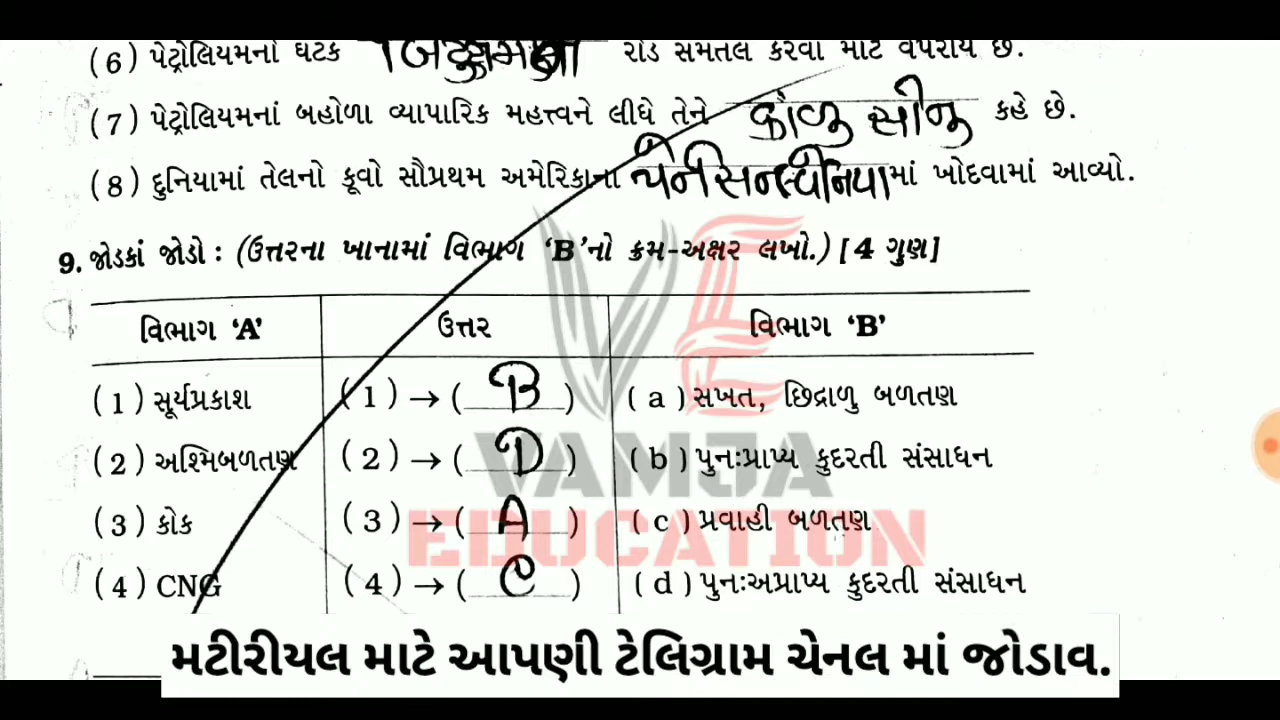 (6) પેટ્રોલિયમનો ઘટક રોડ સમતલ કરવા માટે વપરાય છે.
(7) પેટ્રોલિયમનાં બહોળા વ્યાપારિક મહત્ત્વને લીધે તેને કાળુ સોનુ કહે છે.
(8) દુનિયામાં તેલનો કૂવો સૌપ્રથમ અમેરિકાના માં ખોદવામાં આવ્યો.
9. જોડકાં જોડો : (ઉત્તરના ખાનામાં વિભાગ ‘B’નો ક્રમ-અક્ષર લખો.) [4 ગુણ]
વિભાગ ‘A’ ઉત્તર વિભાગ ‘B’
(1) સૂર્યપ્રકાશ (1) → ( B ) (a) સખત, છિદ્રાળુ બળતણ
(2) અશ્મિબળતણ (2) → ( D ) (b) પુનઃપ્રાપ્ય કુદરતી સંસાધન
(3) કોક (3) → ( A ) (c) પ્રવાહી બળતણ
(4) CNG (4) → ( C ) (d) પુનઃઅપ્રાપ્ય કુદરતી સંસાધન
VAMJA
EDUCATION
મટીરીયલ માટે આપણી ટેલિગ્રામ ચેનલ માં જોડાવ.